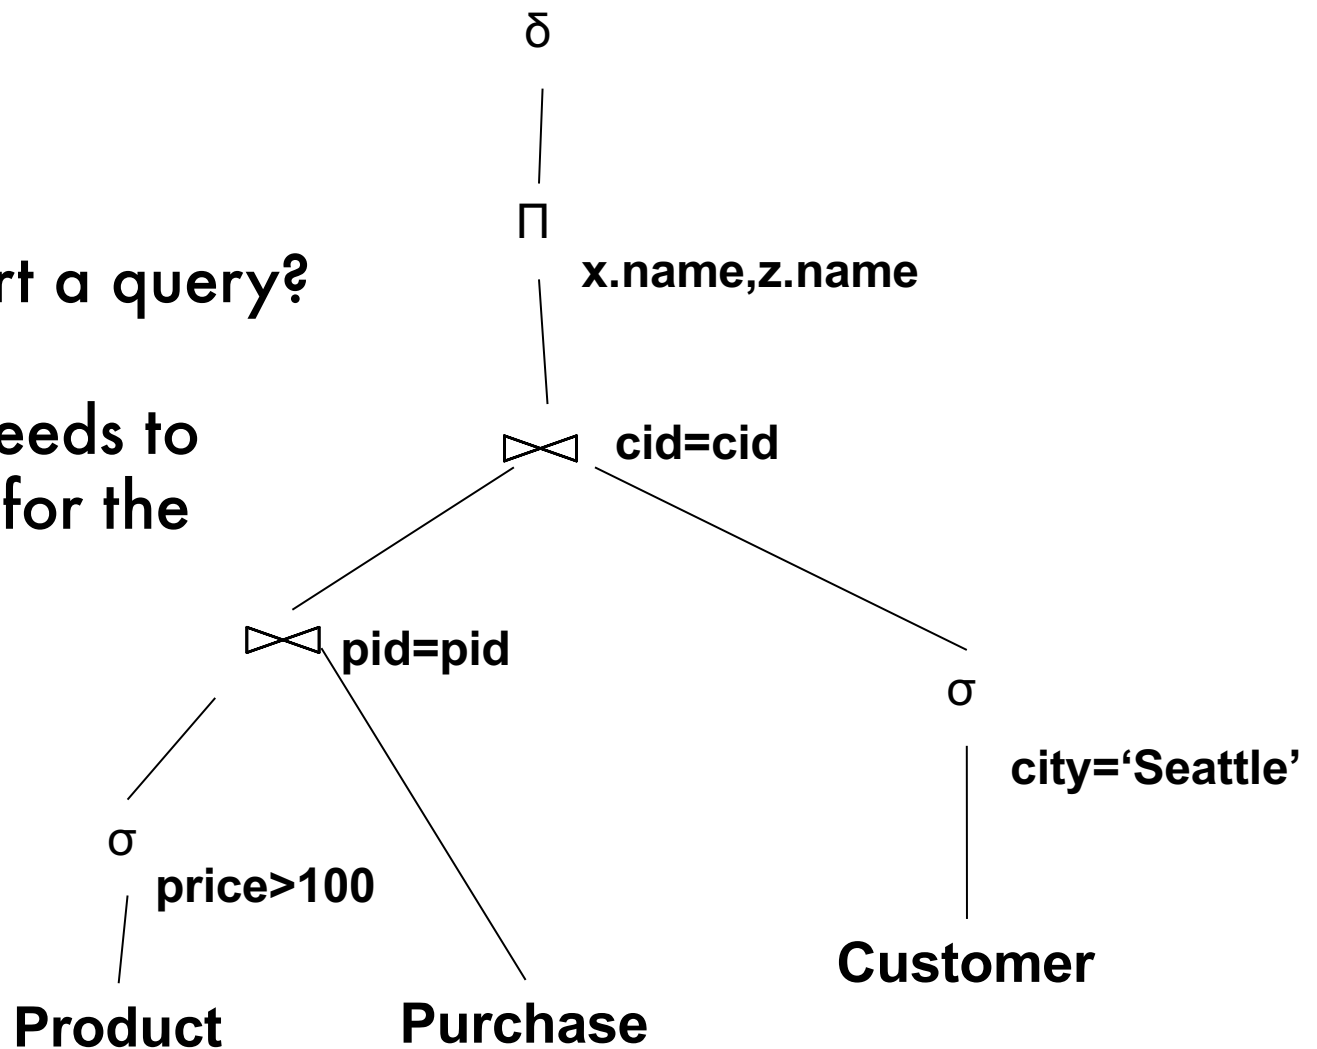 δ
Π
x.name,z.name
rt a query?
eeds to
for the
cid=cid
pid=pid
σ
city=‘Seattle’
σ
price>100
Customer
Product
Purchase